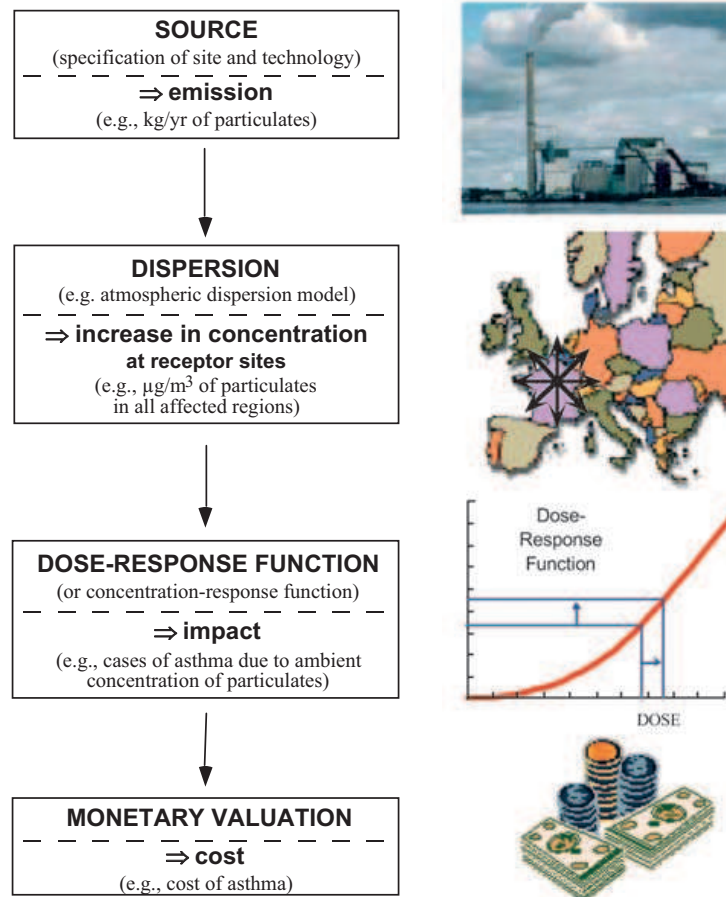 SOURCE
(specification of site and technology)
⇒ emission
(e.g., kg/yr of particulates)
DISPERSION
(e.g. atmospheric dispersion model)
⇒ increase in concentration
at receptor sites
(e.g., µg/m³ of particulates
in all affected regions)
DOSE-RESPONSE FUNCTION
(or concentration-response function)
⇒ impact
(e.g., cases of asthma due to ambient
concentration of particulates)
MONETARY VALUATION
⇒ cost
(e.g., cost of asthma)
Dose-
Response
Function
DOSE